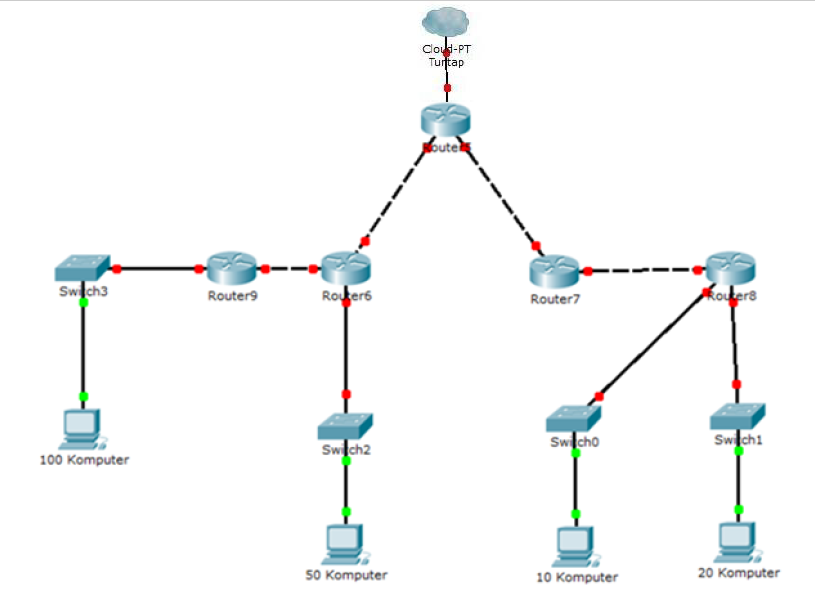 Cloud-PT
Tuntap
Router5
Switch3
Router9
Router6
Router7
Router8
Switch2
Switch0
Switch1
100 Komputer
50 Komputer
10 Komputer
20 Komputer